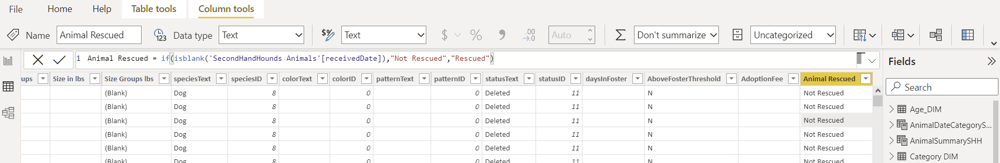 File Home Help Table tools Column tools
Name Animal Rescued 123 Data type Text $% Text $ % 9 .00 →.0 Auto Σ Don't summarize Uncategorized
1 Animal Rescued = if(isblank('SecondHandHounds Animals'[receivedDate]),"Not Rescued","Rescued")
Fields
ups Size in lbs Size Groups lbs speciesText speciesID colorText colorID patternText patternID statusText statusID daysInFoster AboveFosterThreshold AdoptionFee Animal Rescued
Search
(Blank) Dog 8 0 0 Deleted 11 N Not Rescued
(Blank) Dog 8 0 0 Deleted 11 N Not Rescued
Age_DIM
(Blank) Dog 8 0 0 Deleted 11 N Not Rescued
AnimalDateCategoryS...
(Blank) Dog 8 0 0 Deleted 11 N Not Rescued
AnimalSummarySHH
(Blank) Dog 8 0 0 Deleted 11 N Not Rescued
Category DIM
(Blank) Dog 8 0 0 Deleted 11 N Not Rescued